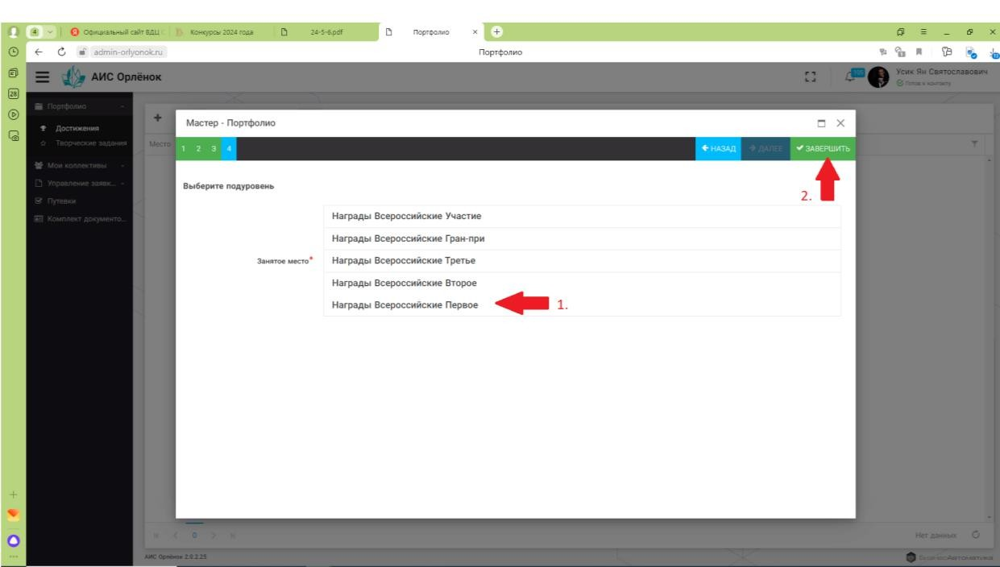 4
Официальный сайт ВДЦ
Конкурсы 2024 года
24-5-6.pdf
Портфолио
admin-orlyonok.ru
Портфолио
28
АИС Орлёнок
105
Усик Ян Святославович
Готов к контакту
Портфолио
Достижения
Творческие задания
Мои коллективы
Управление заявк...
Путевки
Комплект документо...
Место
Мастер - Портфолио
1 2 3 4
НАЗАД
ДАЛЕЕ
ЗАВЕРШИТЬ
2.
Выберите подуровень
Занятое место*
Награды Всероссийские Участие
Награды Всероссийские Гран-при
Награды Всероссийские Третье
Награды Всероссийские Второе
Награды Всероссийские Первое
1.
0
Нет данных
АИС Орлёнок 2.0.2.25
БизнесАвтоматика